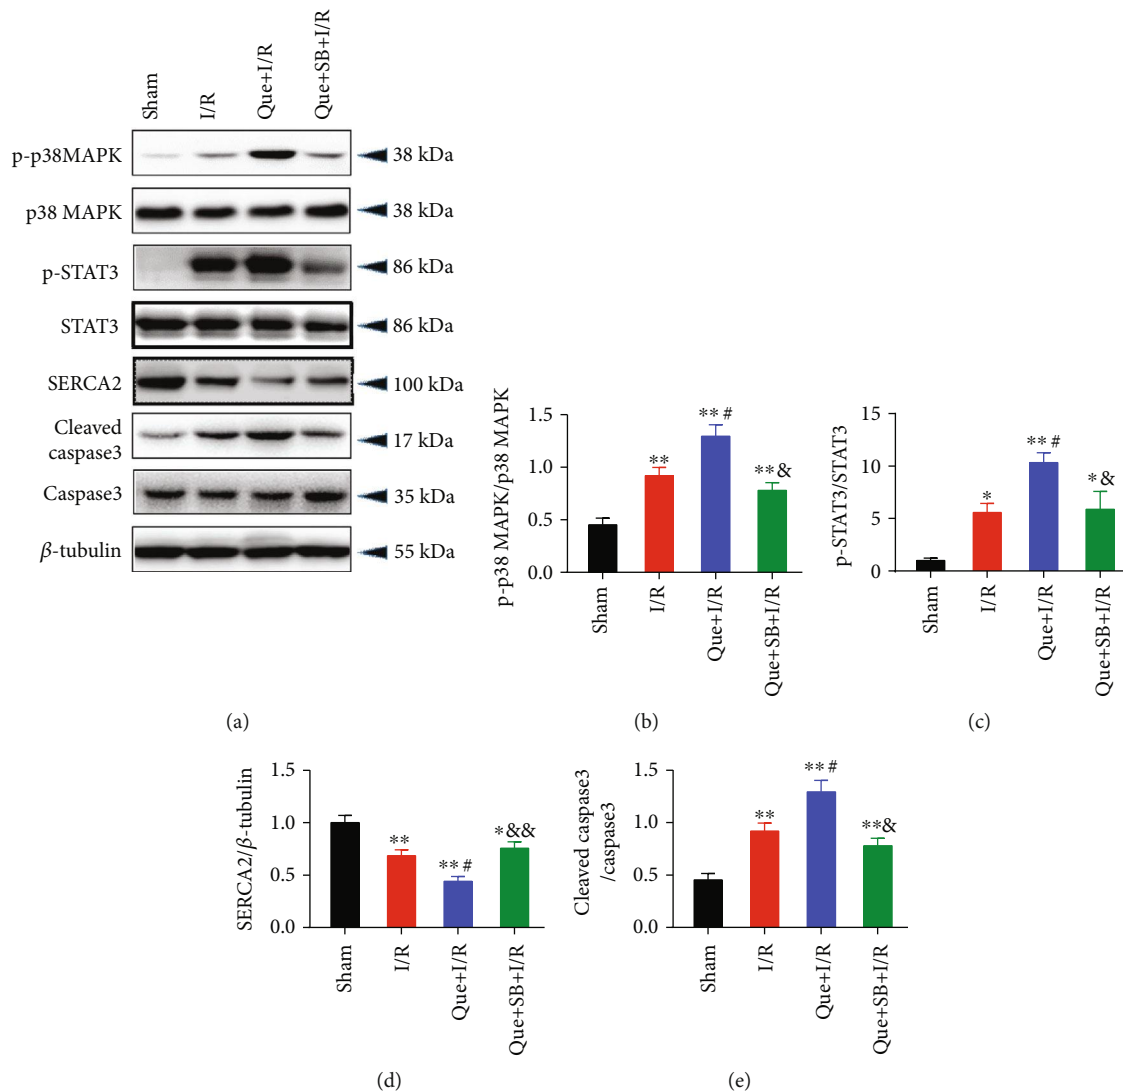 Sham
I/R
Que+I/R
Que+SB+I/R
p-p38MAPK
38 kDa
p38 MAPK
38 kDa
p-STAT3
86 kDa
STAT3
86 kDa
SERCA2
100 kDa
Cleaved
caspase3
17 kDa
Caspase3
35 kDa
β-tubulin
55 kDa
(a)
p-p38 MAPK/p38 MAPK
1.5
1.0
0.5
0.0
**
**#
**&
Sham
I/R
Que+I/R
Que+SB+I/R
(b)
p-STAT3/STAT3
15
10
5
0
*
**#
*&
Sham
I/R
Que+I/R
Que+SB+I/R
(c)
SERCA2/β-tubulin
1.5
1.0
0.5
0.0
**
**#
*&&
Sham
I/R
Que+I/R
Que+SB+I/R
(d)
Cleaved caspase3
/caspase3
1.5
1.0
0.5
0.0
**
**#
**&
Sham
I/R
Que+I/R
Que+SB+I/R
(e)